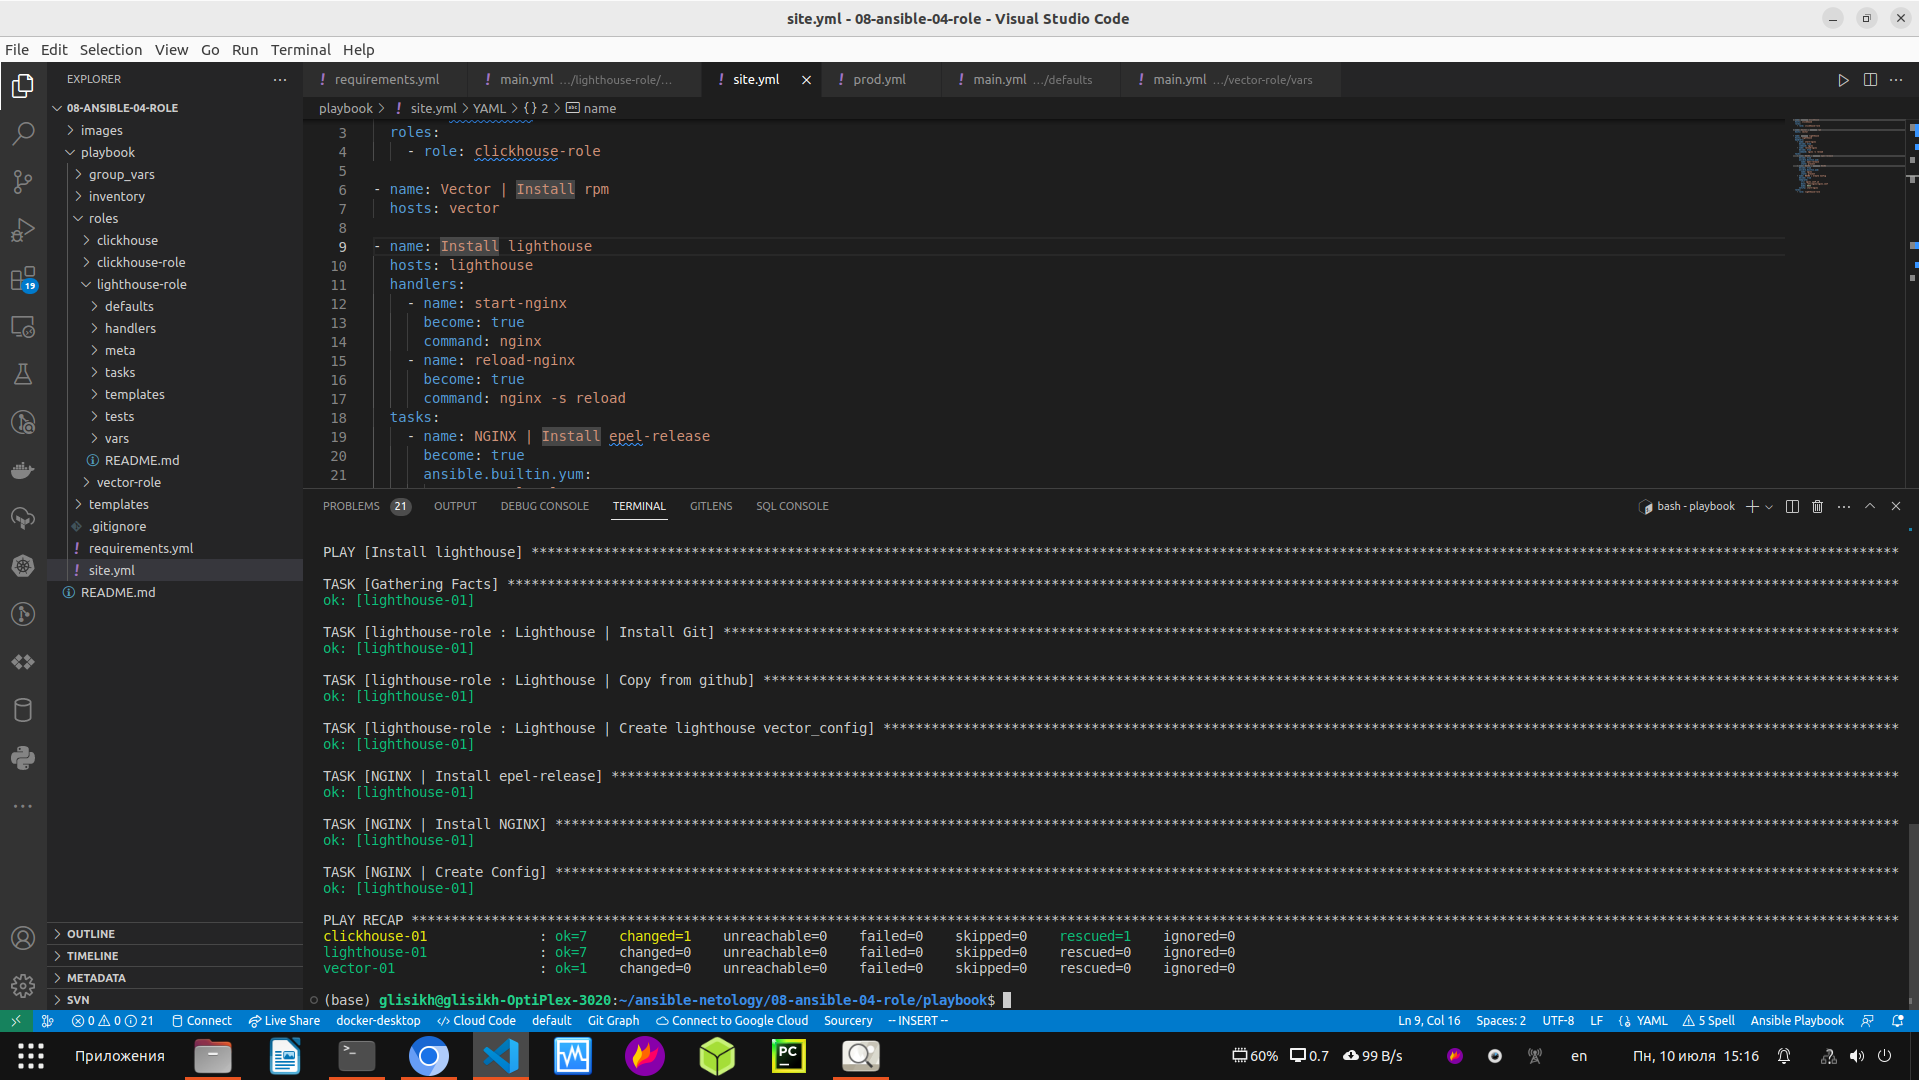 site.yml - 08-ansible-04-role - Visual Studio Code
File Edit Selection View Go Run Terminal Help
EXPLORER
08-ANSIBLE-04-ROLE
images
playbook
group_vars
inventory
roles
clickhouse
clickhouse-role
lighthouse-role
defaults
handlers
meta
tasks
templates
tests
vars
README.md
vector-role
templates
.gitignore
requirements.yml
site.yml
README.md
OUTLINE
TIMELINE
METADATA
SVN
19
requirements.yml
main.yml .../lighthouse-role/...
site.yml
prod.yml
main.yml .../defaults
main.yml .../vector-role/vars
playbook > site.yml > YAML > {} 2 > name
3 roles:
4 - role: clickhouse-role
5
6 - name: Vector | Install rpm
7 hosts: vector
8
9 - name: Install lighthouse
10 hosts: lighthouse
11 handlers:
12 - name: start-nginx
13 become: true
14 command: nginx
15 - name: reload-nginx
16 become: true
17 command: nginx -s reload
18 tasks:
19 - name: NGINX | Install epel-release
20 become: true
21 ansible.builtin.yum:
PROBLEMS 21 OUTPUT DEBUG CONSOLE TERMINAL GITLENS SQL CONSOLE
bash - playbook
PLAY [Install lighthouse] ***
TASK [Gathering Facts] ***
ok: [lighthouse-01]
TASK [lighthouse-role : Lighthouse | Install Git] ***
ok: [lighthouse-01]
TASK [lighthouse-role : Lighthouse | Copy from github] ***
ok: [lighthouse-01]
TASK [lighthouse-role : Lighthouse | Create lighthouse vector_config] ***
ok: [lighthouse-01]
TASK [NGINX | Install epel-release] ***
ok: [lighthouse-01]
TASK [NGINX | Install NGINX] ***
ok: [lighthouse-01]
TASK [NGINX | Create Config] ***
ok: [lighthouse-01]
PLAY RECAP ***
clickhouse-01 : ok=7 changed=1 unreachable=0 failed=0 skipped=0 rescued=1 ignored=0
lighthouse-01 : ok=7 changed=0 unreachable=0 failed=0 skipped=0 rescued=0 ignored=0
vector-01 : ok=1 changed=0 unreachable=0 failed=0 skipped=0 rescued=0 ignored=0
(base) glisikh@glisikh-OptiPlex-3020:~/ansible-netology/08-ansible-04-role/playbook$
0 0 21 Connect Live Share docker-desktop Cloud Code default Git Graph Connect to Google Cloud Sourcery -- INSERT -- Ln 9, Col 16 Spaces: 2 UTF-8 LF YAML 5 Spell Ansible Playbook
Приложения PC 60% 0.7 99 B/s en Пн, 10 июля 15:16